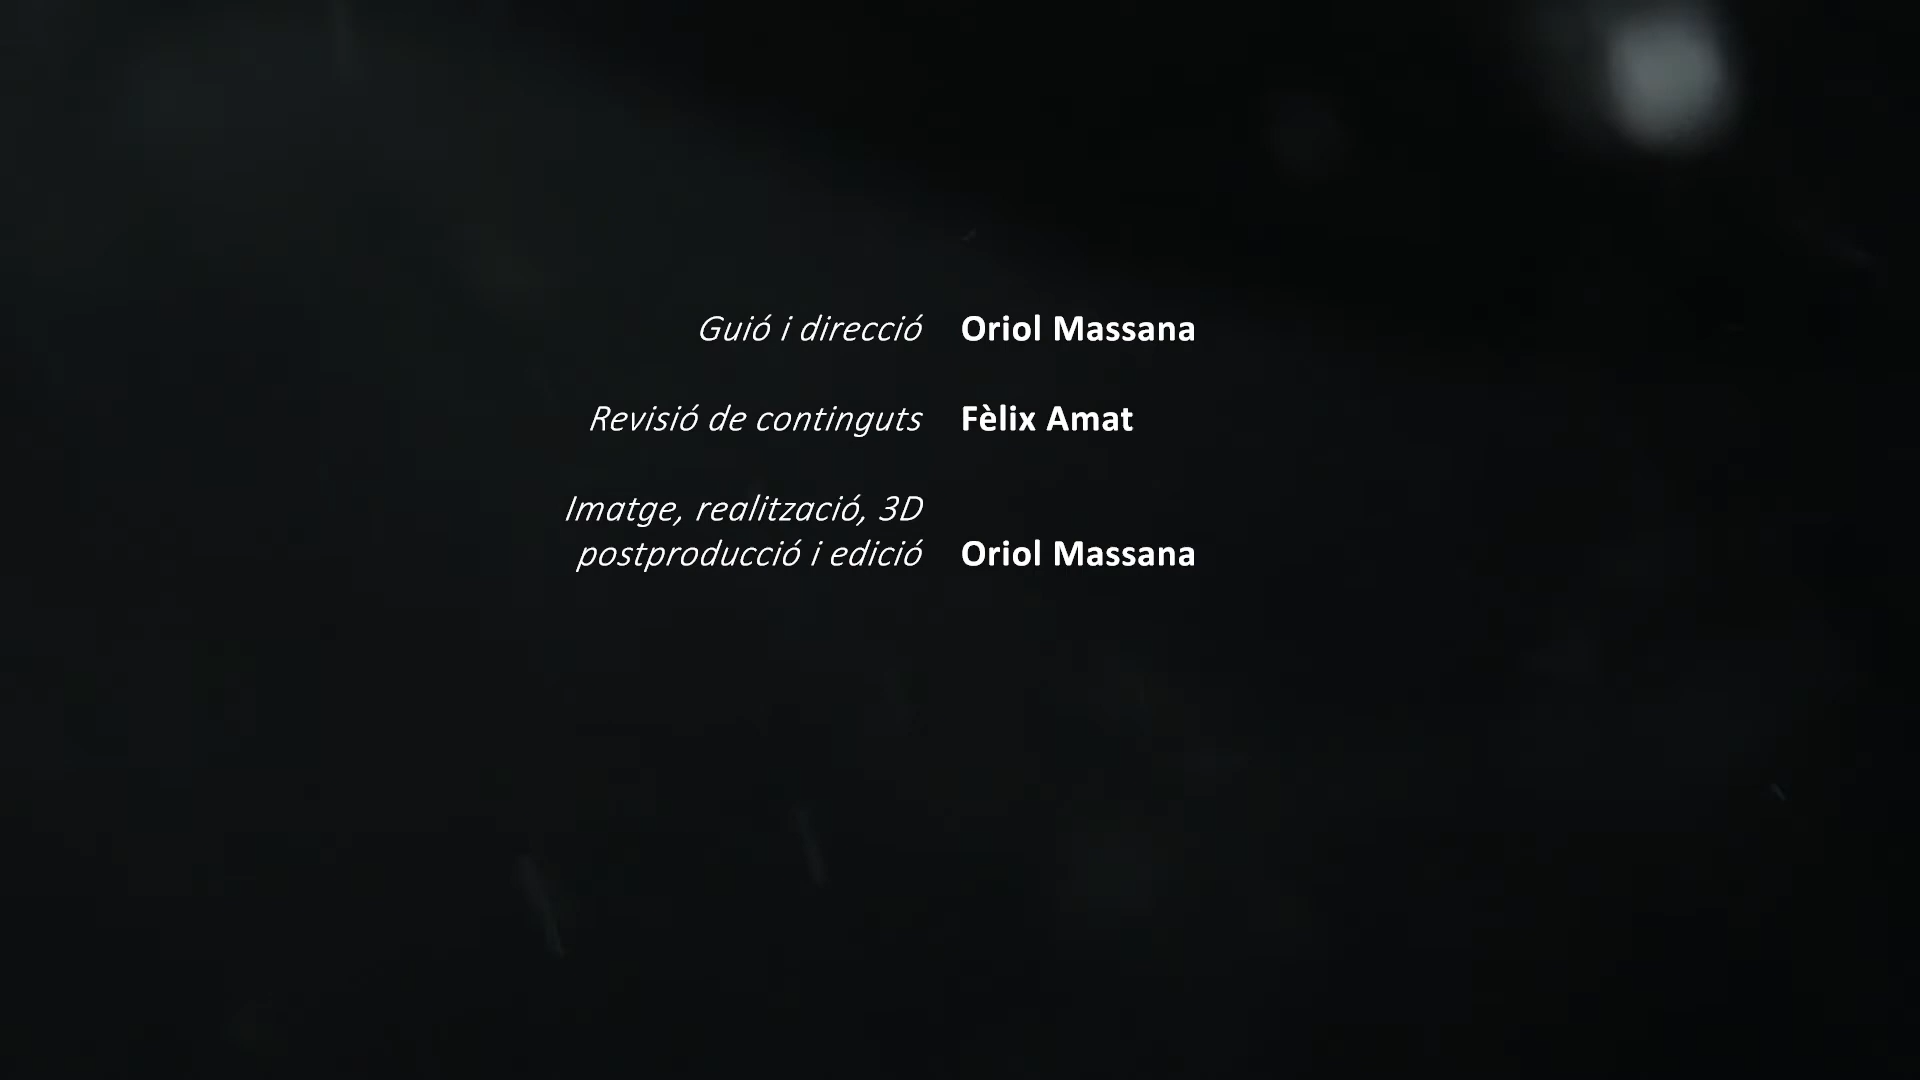 Guió i direcció Oriol Massana
Revisió de continguts Fèlix Amat
Imatge, realització, 3D
postproducció i edició Oriol Massana